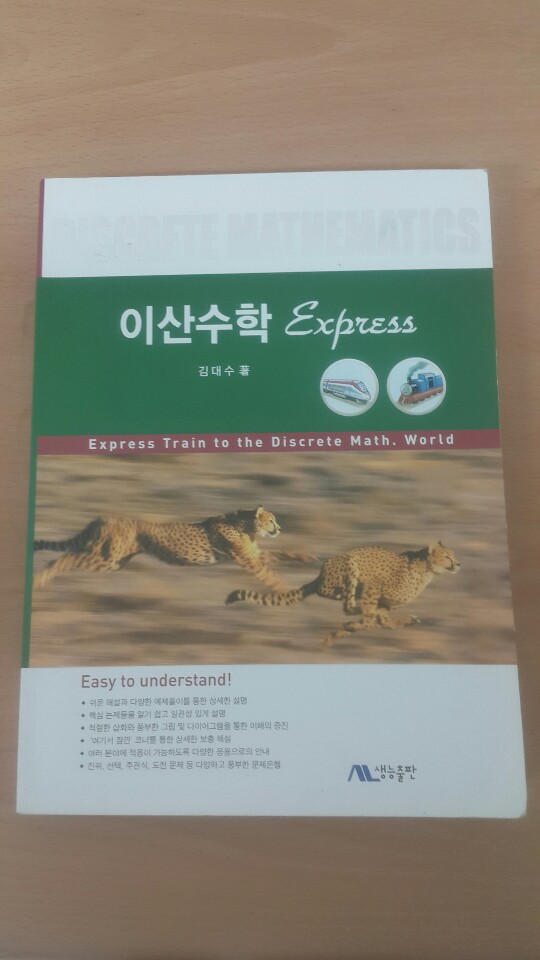 DISCRETE MATHEMATICS
이산수학 Express
김대수 著
Express Train to the Discrete Math. World
Easy to understand!
• 쉬운 해설과 다양한 예제풀이를 통한 상세한 설명
• 핵심 논제들을 알기 쉽고 일관성 있게 설명
• 적절한 삽화와 풍부한 그림 및 다이어그램을 통한 이해의 증진
• '여기서 잠깐' 코너를 통한 상세한 보충 해설
• 여러 분야에 적용이 가능하도록 다양한 응용으로의 안내
• 진위, 선택, 주관식, 도전 문제 등 다양하고 풍부한 문제은행
생능출판